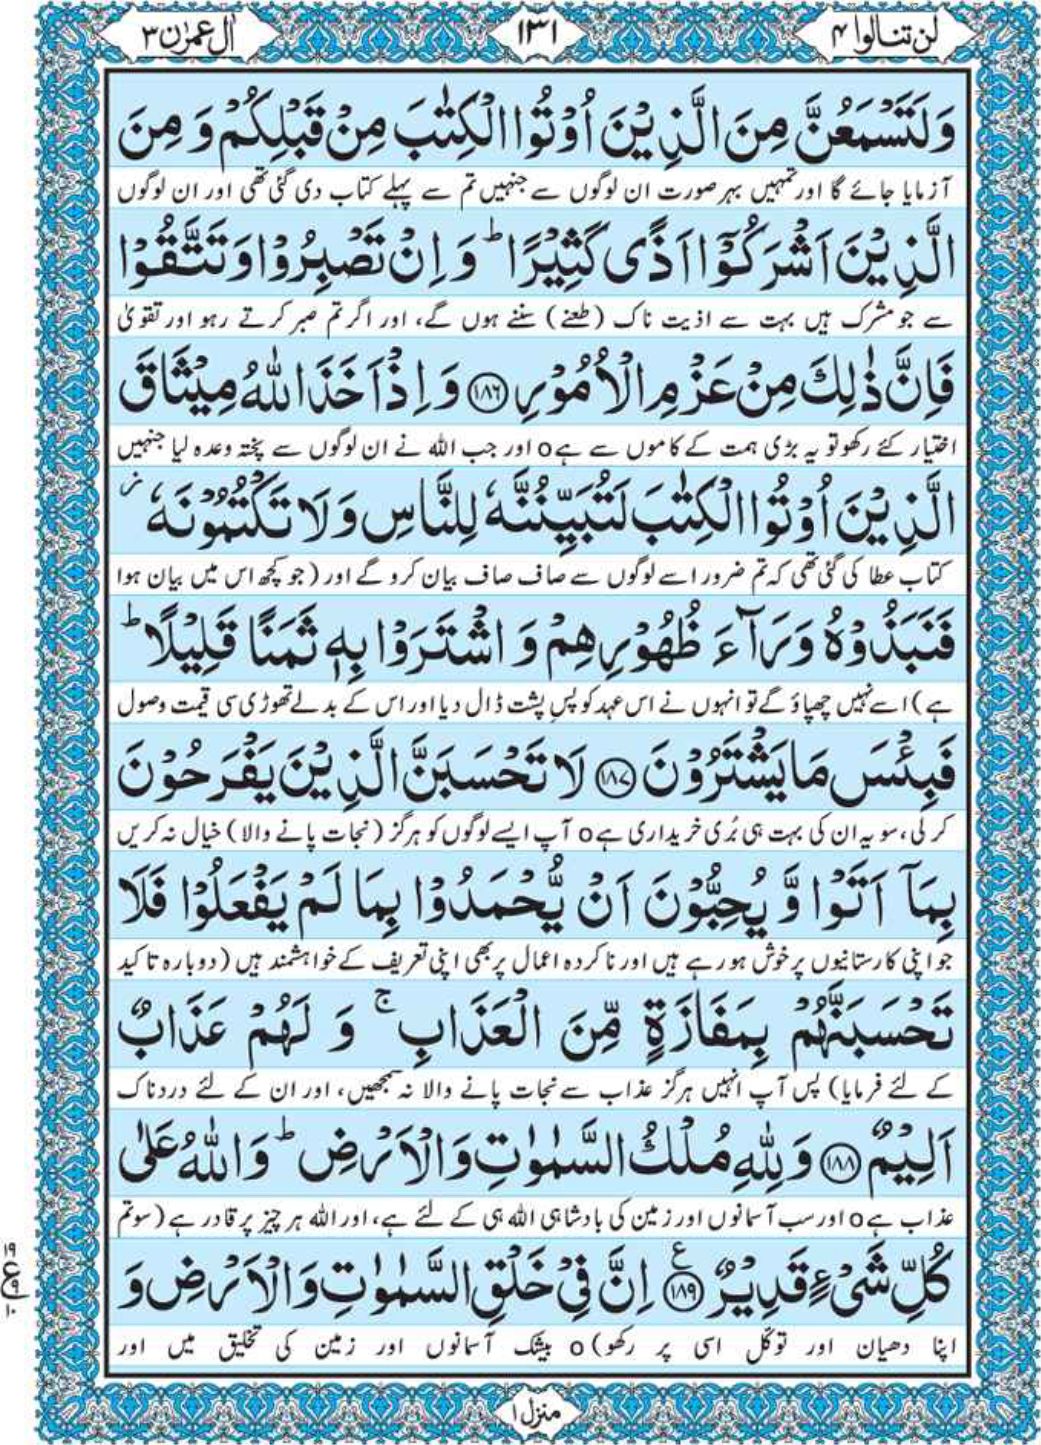 لن تنالوا ۴
۱۳۱
اٰل عمرٰن ۳
وَلَتَسْمَعُنَّ مِنَ الَّذِیْنَ اُوْتُوا الْكِتٰبَ مِنْ قَبْلِكُمْ وَ مِنَ
آزمایا جائے گا اور تمہیں بہر صورت ان لوگوں سے جنہیں تم سے پہلے کتاب دی گئی تھی اور ان لوگوں
الَّذِیْنَ اَشْرَكُوْۤا اَذًى كَثِیْرًا ؕ وَ اِنْ تَصْبِرُوْا وَ تَتَّقُوْا
سے جو مشرک ہیں بہت سے اذیت ناک (طعنے) سننے ہوں گے، اور اگر تم صبر کرتے رہو اور تقویٰ
فَاِنَّ ذٰلِكَ مِنْ عَزْمِ الْاُمُوْرِ ﴿۱۸۶﴾ وَ اِذْ اَخَذَ اللّٰهُ مِیْثَاقَ
اختیار کئے رکھو تو یہ بڑی ہمت کے کاموں سے ہے o اور جب اللہ نے ان لوگوں سے پختہ وعدہ لیا جنہیں
الَّذِیْنَ اُوْتُوا الْكِتٰبَ لَتُبَیِّنُنَّهٗ لِلنَّاسِ وَ لَا تَكْتُمُوْنَهٗ ؗ
کتاب عطا کی گئی تھی کہ تم ضرور اسے لوگوں سے صاف صاف بیان کرو گے اور (جو کچھ اس میں بیان ہوا
فَنَبَذُوْهُ وَرَآءَ ظُهُوْرِهِمْ وَ اشْتَرَوْا بِهٖ ثَمَنًا قَلِیْلًا ؕ
ہے) اسے نہیں چھپاؤ گے تو انہوں نے اس عہد کو پسِ پشت ڈال دیا اور اس کے بدلے تھوڑی سی قیمت وصول
فَبِئْسَ مَا یَشْتَرُوْنَ ﴿۱۸۷﴾ لَا تَحْسَبَنَّ الَّذِیْنَ یَفْرَحُوْنَ
کر لی، سو یہ ان کی بہت ہی بُری خریداری ہے o آپ ایسے لوگوں کو ہرگز (نجات پانے والا) خیال نہ کریں
بِمَاۤ اَتَوْا وَّ یُحِبُّوْنَ اَنْ یُّحْمَدُوْا بِمَا لَمْ یَفْعَلُوْا فَلَا
جو اپنی کارستانیوں پر خوش ہو رہے ہیں اور ناکردہ اعمال پر بھی اپنی تعریف کے خواہشمند ہیں (دوبارہ تاکید
تَحْسَبَنَّهُمْ بِمَفَازَةٍ مِّنَ الْعَذَابِ ۚ وَ لَهُمْ عَذَابٌ
کے لئے فرمایا) پس آپ انہیں ہرگز عذاب سے نجات پانے والا نہ سمجھیں، اور ان کے لئے دردناک
اَلِیْمٌ ﴿۱۸۸﴾ وَ لِلّٰهِ مُلْكُ السَّمٰوٰتِ وَ الْاَرْضِ ؕ وَ اللّٰهُ عَلٰی
عذاب ہے o اور سب آسمانوں اور زمین کی بادشاہی اللہ ہی کے لئے ہے، اور اللہ ہر چیز پر قادر ہے (سو تم
كُلِّ شَیْءٍ قَدِیْرٌ ﴿۱۸۹﴾ ع اِنَّ فِیْ خَلْقِ السَّمٰوٰتِ وَ الْاَرْضِ وَ
۱۹
ع ۹
۱۰
اپنا دھیان اور توکّل اسی پر رکھو) o بیشک آسمانوں اور زمین کی تخلیق میں اور
منزل ۱